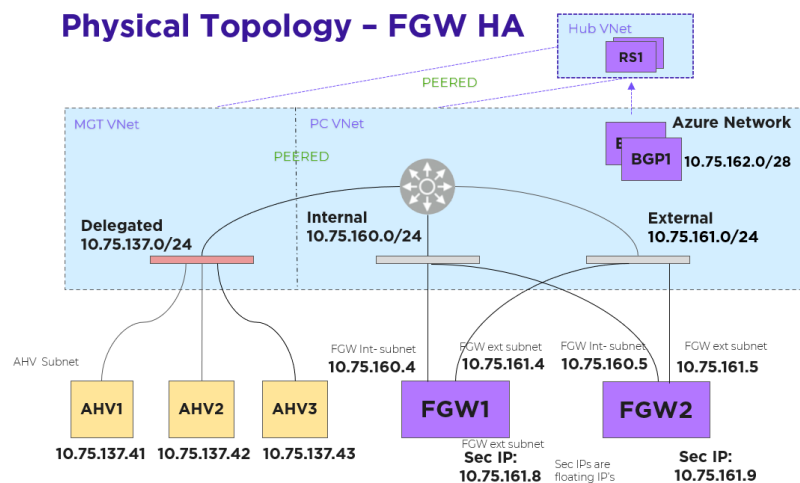 Physical Topology – FGW HA
Hub VNet
RS1
PEERED
MGT VNet
PC VNet
Azure Network
PEERED
BGP1
10.75.162.0/28
Delegated
10.75.137.0/24
Internal
10.75.160.0/24
External
10.75.161.0/24
AHV Subnet
FGW Int- subnet
10.75.160.4
FGW ext subnet
10.75.161.4
FGW Int- subnet
10.75.160.5
FGW ext subnet
10.75.161.5
AHV1
AHV2
AHV3
FGW1
FGW2
10.75.137.41
10.75.137.42
10.75.137.43
FGW ext subnet
Sec IP:
10.75.161.8
Sec IPs are
floating IP's
Sec IP:
10.75.161.9